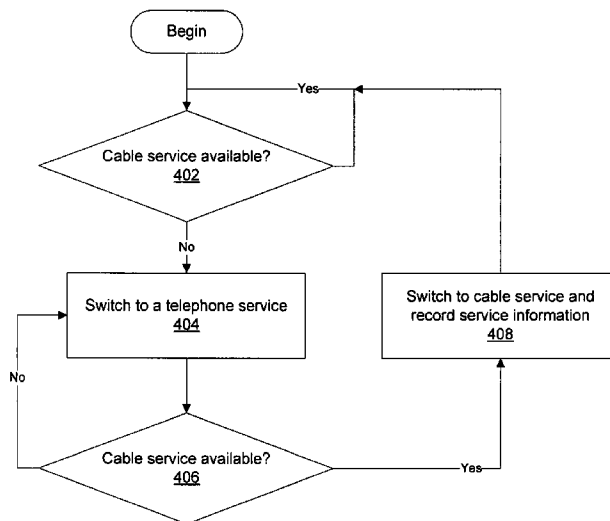 Begin
Yes
Cable service available?
402
No
Switch to a telephone service
404
Switch to cable service and
record service information
408
No
Cable service available?
406
Yes